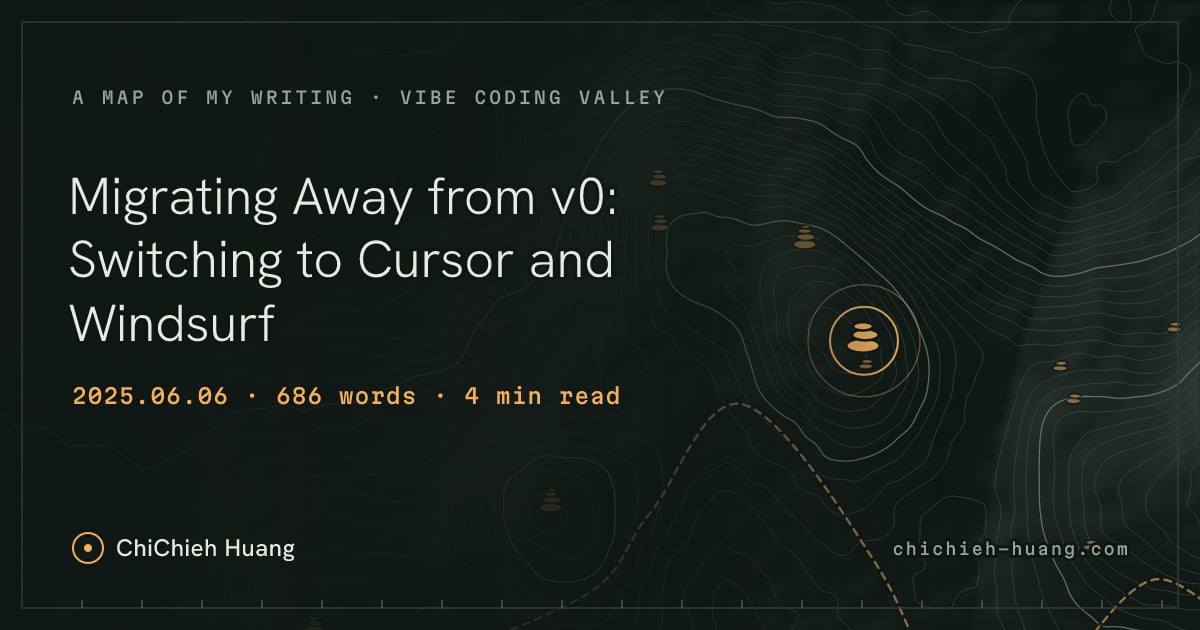 A MAP OF MY WRITING · VIBE CODING VALLEY
Migrating Away from v0:
Switching to Cursor and
Windsurf
2025.06.06 · 686 words · 4 min read
ChiChieh Huang
chichieh-huang.com